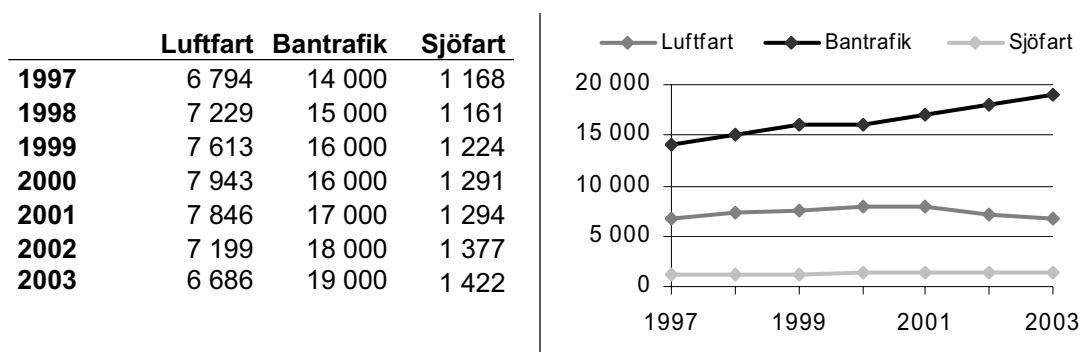 Luftfart Bantrafik Sjöfart
1997 6 794 14 000 1 168
1998 7 229 15 000 1 161
1999 7 613 16 000 1 224
2000 7 943 16 000 1 291
2001 7 846 17 000 1 294
2002 7 199 18 000 1 377
2003 6 686 19 000 1 422
Luftfart Bantrafik Sjöfart
20 000
15 000
10 000
5 000
0
1997 1999 2001 2003